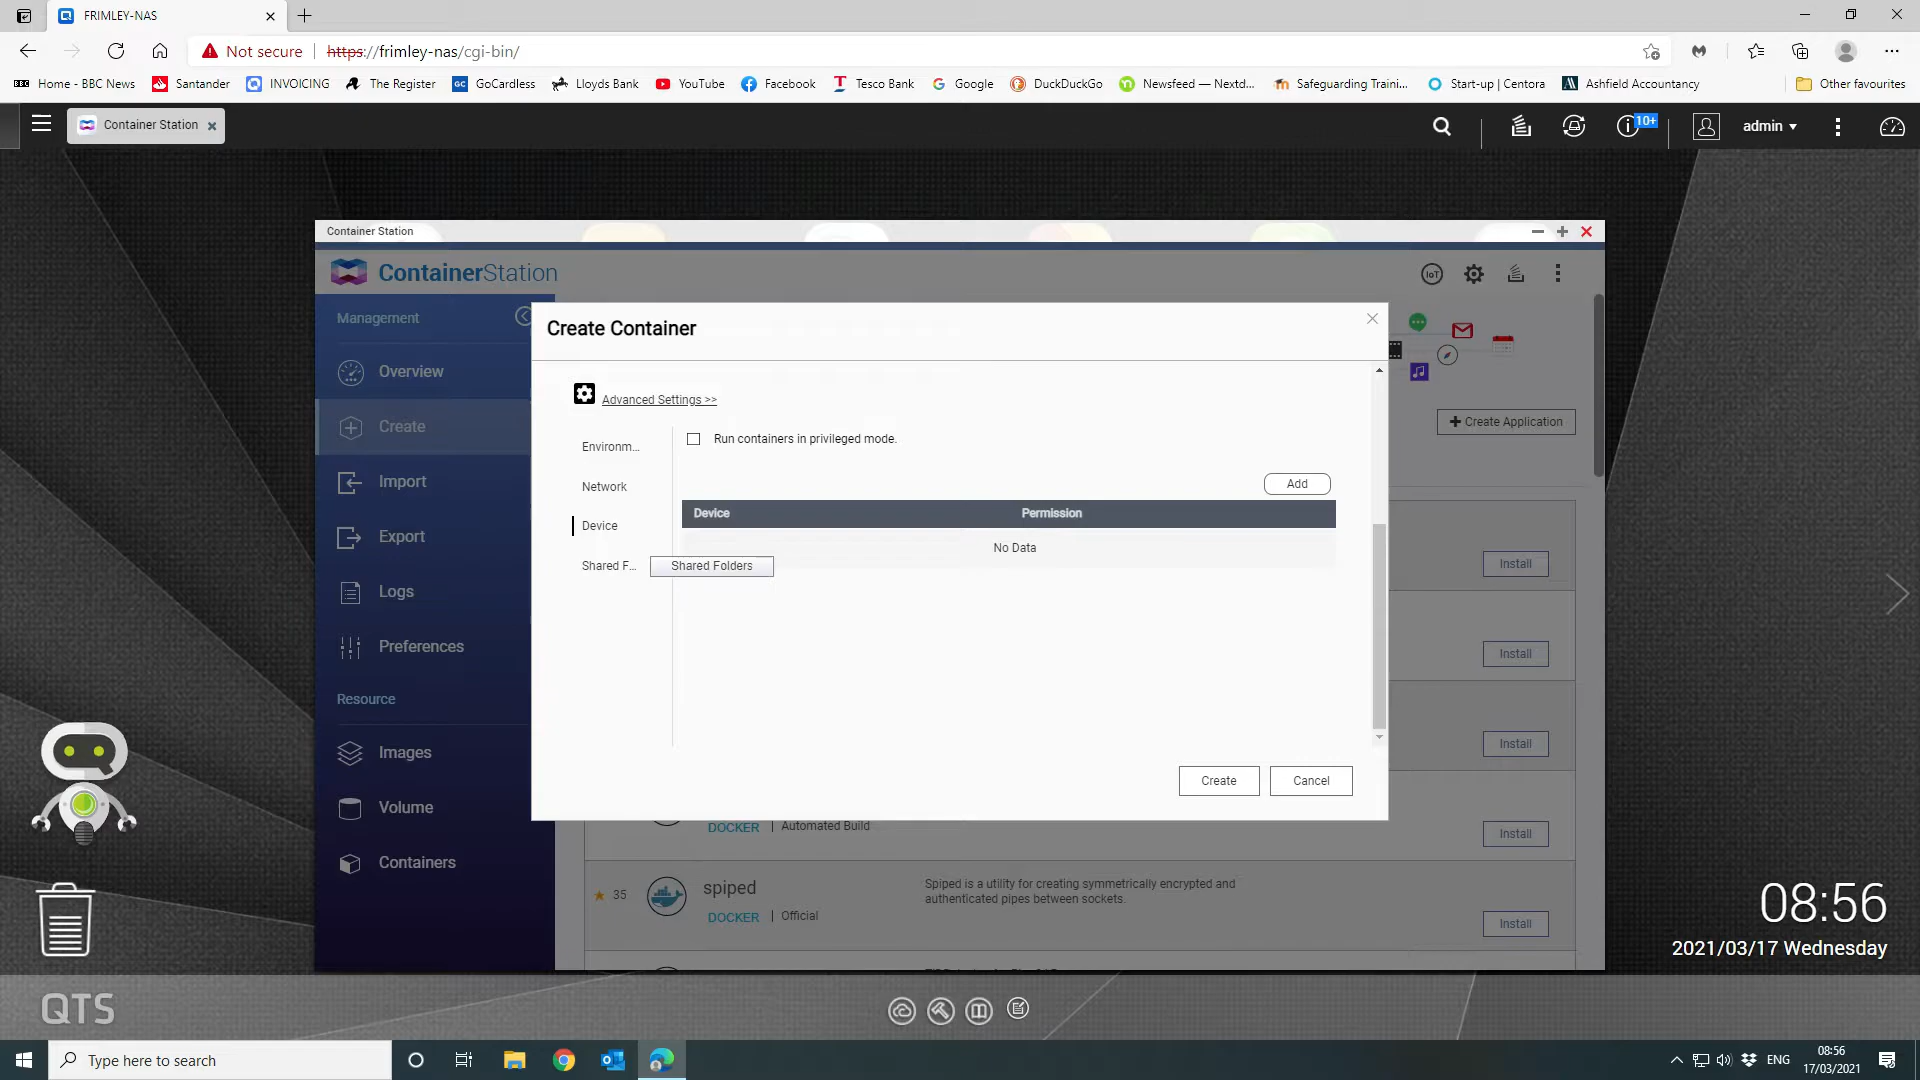 FRIMLEY-NAS
Not secure
https://frimley-nas/cgi-bin/
Home - BBC News
Santander
INVOICING
The Register
GoCardless
Lloyds Bank
YouTube
Facebook
Tesco Bank
Google
DuckDuckGo
Newsfeed — Nextd...
Safeguarding Traini...
Start-up | Centora
Ashfield Accountancy
Other favourites
Container Station
10+
admin
Container Station
ContainerStation
IoT
Management
Overview
Create
Import
Export
Logs
Preferences
Resource
Images
Volume
Containers
Create Container
Advanced Settings >>
Environm...
Network
Device
Shared F...
Shared Folders
Run containers in privileged mode.
Add
Device
Permission
No Data
Create
Cancel
+ Create Application
Install
Install
Install
DOCKER | Automated Build
Install
35
spiped
DOCKER | Official
Spiped is a utility for creating symmetrically encrypted and
authenticated pipes between sockets.
Install
08:56
2021/03/17 Wednesday
QTS
Type here to search
ENG
08:56
17/03/2021